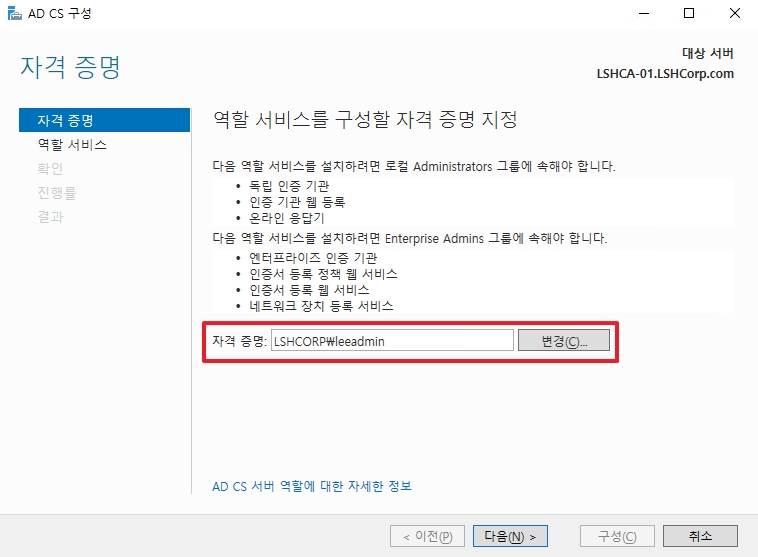 AD CS 구성
자격 증명
대상 서버
LSHCA-01.LSHCorp.com
자격 증명
역할 서비스
확인
진행률
결과
역할 서비스를 구성할 자격 증명 지정
다음 역할 서비스를 설치하려면 로컬 Administrators 그룹에 속해야 합니다.
• 독립 인증 기관
• 인증 기관 웹 등록
• 온라인 응답기
다음 역할 서비스를 설치하려면 Enterprise Admins 그룹에 속해야 합니다.
• 엔터프라이즈 인증 기관
• 인증서 등록 정책 웹 서비스
• 인증서 등록 웹 서비스
• 네트워크 장치 등록 서비스
자격 증명: LSHCORP₩leeadmin 변경(C)...
AD CS 서버 역할에 대한 자세한 정보
< 이전(P) 다음(N) > 구성(C) 취소